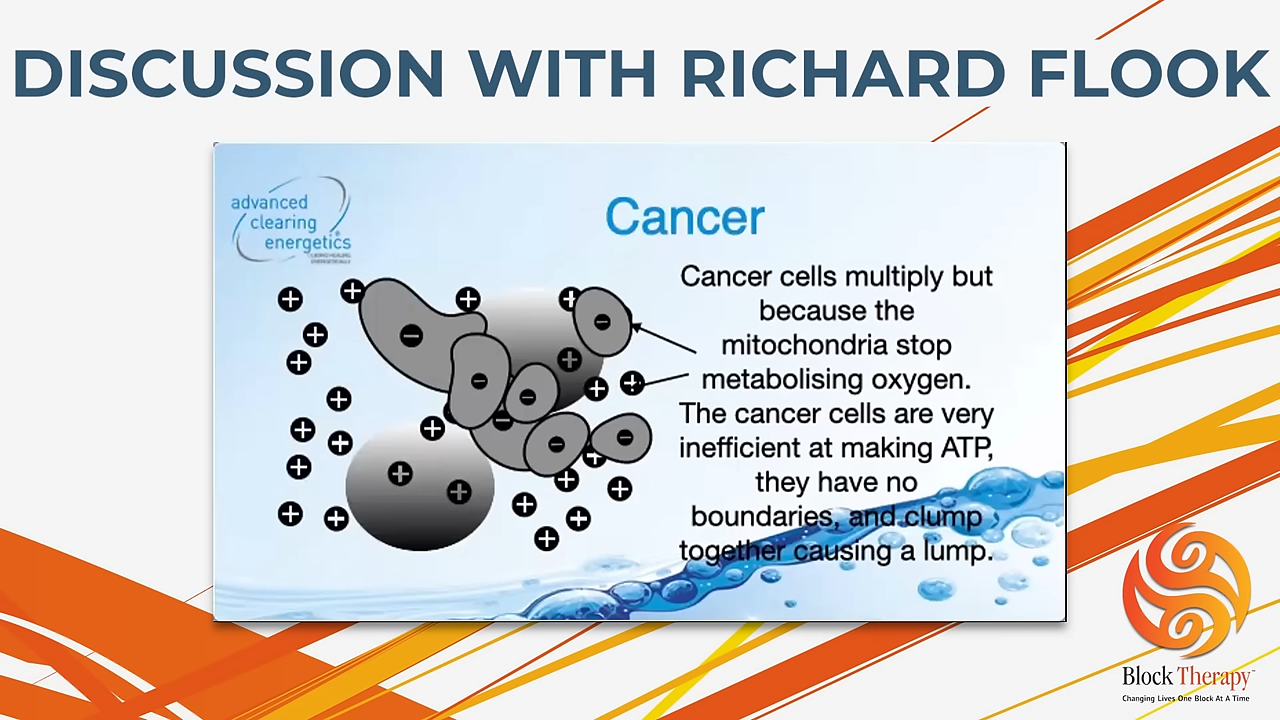 DISCUSSION WITH RICHARD FLOOK
advanced
clearing
energetics
Cancer
Cancer cells multiply but
because the
mitochondria stop
metabolising oxygen.
The cancer cells are very
inefficient at making ATP,
they have no
boundaries, and clump
together causing a lump.
Block Therapy™
Changing Lives One Block At A Time